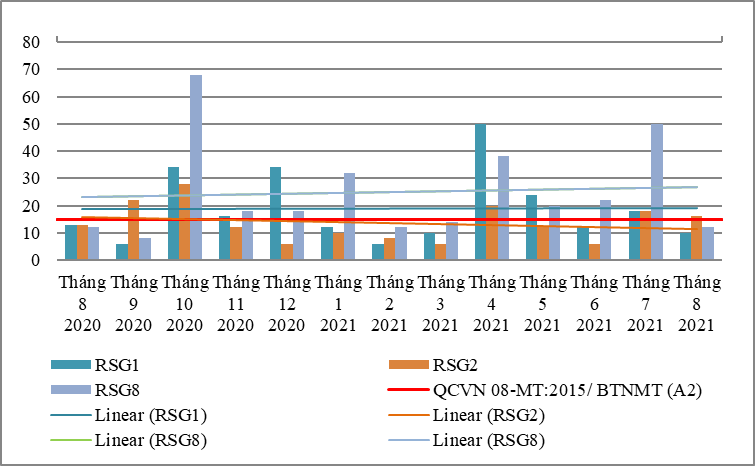 80
70
60
50
40
30
20
10
0
Tháng Tháng Tháng Tháng Tháng Tháng Tháng Tháng Tháng Tháng Tháng Tháng Tháng
8 9 10 11 12 1 2 3 4 5 6 7 8
2020 2020 2020 2020 2020 2021 2021 2021 2021 2021 2021 2021 2021
RSG1 RSG2
RSG8 QCVN 08-MT:2015/ BTNMT (A2)
Linear (RSG1) Linear (RSG2)
Linear (RSG8) Linear (RSG8)